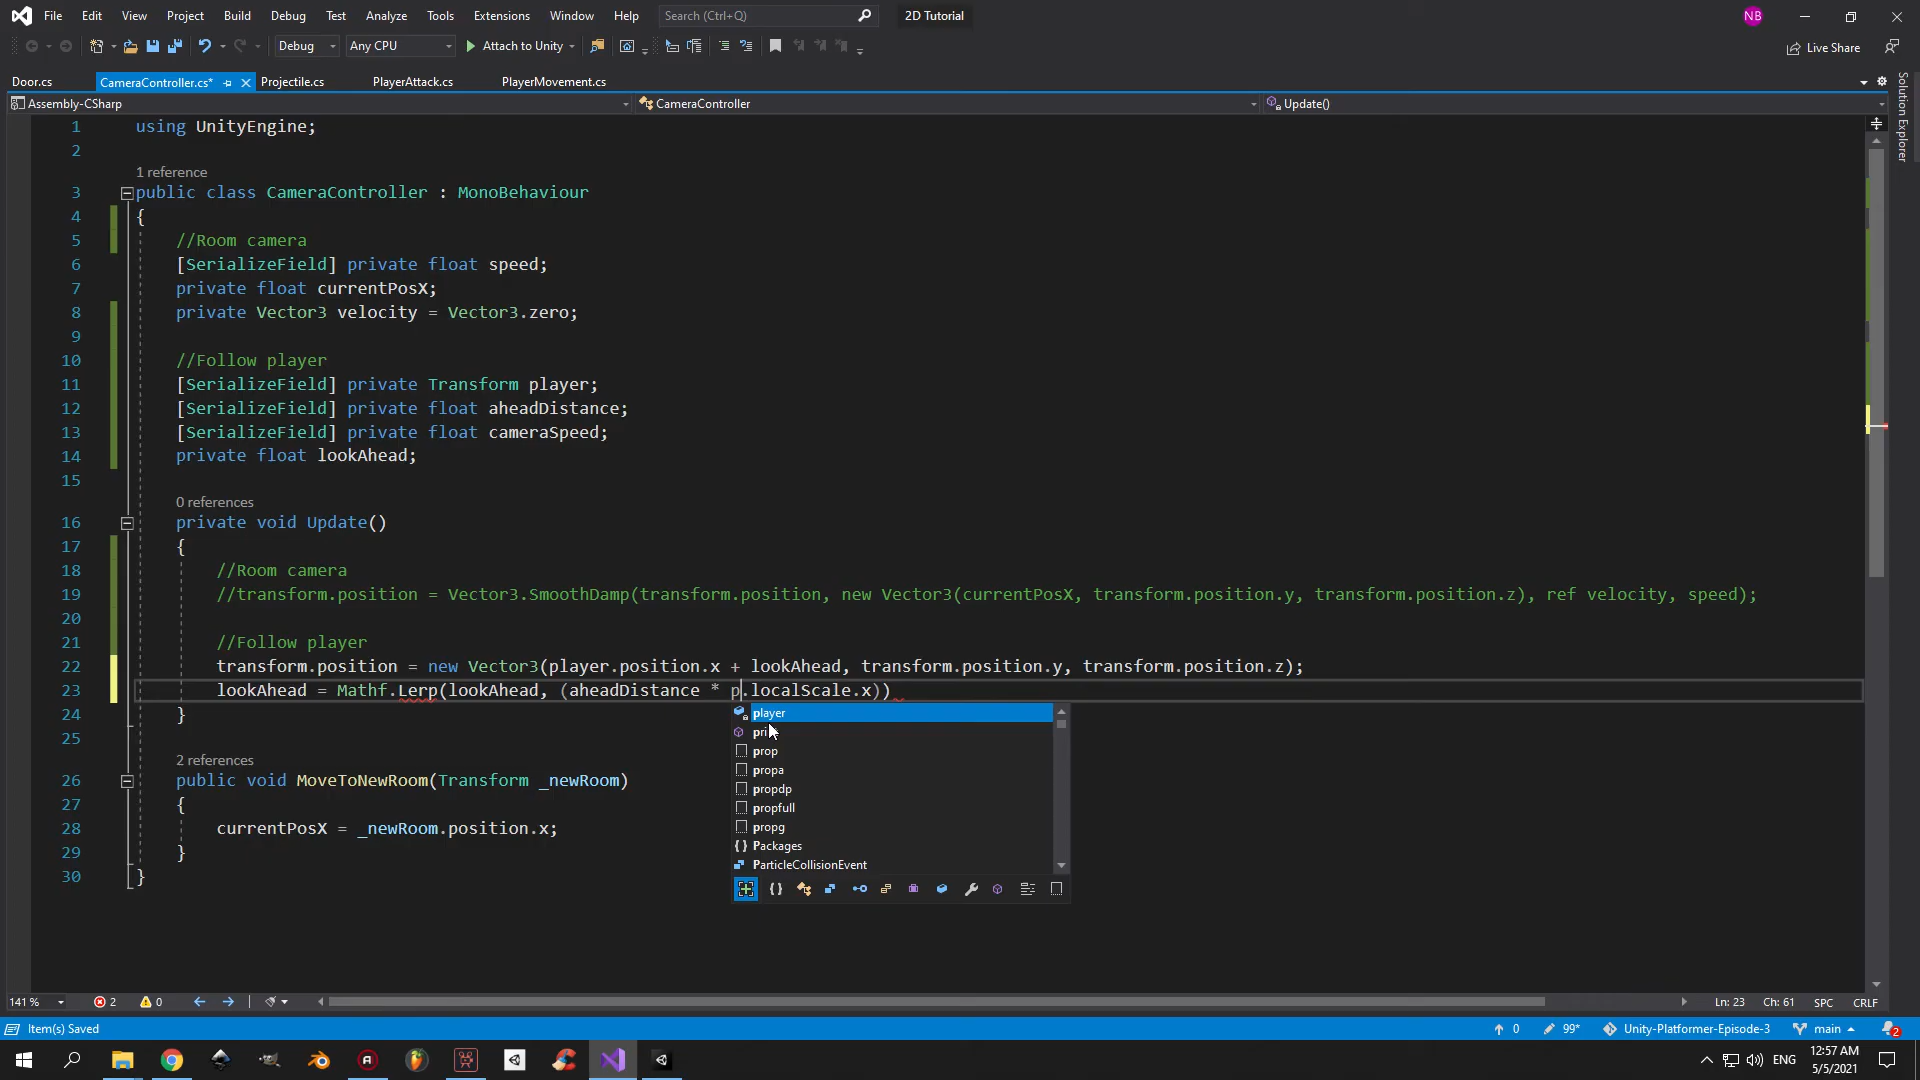 File Edit View Project Build Debug Test Analyze Tools Extensions Window Help Search (Ctrl+Q) 2D Tutorial NB
Debug Any CPU Attach to Unity Live Share
Door.cs CameraController.cs* Projectile.cs PlayerAttack.cs PlayerMovement.cs
Assembly-CSharp CameraController Update()
Solution Explorer
1 using UnityEngine;
2
1 reference
3 public class CameraController : MonoBehaviour
4 {
5 //Room camera
6 [SerializeField] private float speed;
7 private float currentPosX;
8 private Vector3 velocity = Vector3.zero;
9
10 //Follow player
11 [SerializeField] private Transform player;
12 [SerializeField] private float aheadDistance;
13 [SerializeField] private float cameraSpeed;
14 private float lookAhead;
15
0 references
16 private void Update()
17 {
18 //Room camera
19 //transform.position = Vector3.SmoothDamp(transform.position, new Vector3(currentPosX, transform.position.y, transform.position.z), ref velocity, speed);
20
21 //Follow player
22 transform.position = new Vector3(player.position.x + lookAhead, transform.position.y, transform.position.z);
23 lookAhead = Mathf.Lerp(lookAhead, (aheadDistance * p.localScale.x))
24 }
player
prop
propa
propdp
propfull
propg
Packages
ParticleCollisionEvent
25
2 references
26 public void MoveToNewRoom(Transform _newRoom)
27 {
28 currentPosX = _newRoom.position.x;
29 }
30 }
141 % 2 0 Ln: 23 Ch: 61 SPC CRLF
Item(s) Saved 0 99* Unity-Platformer-Episode-3 main 2
ENG 12:57 AM
5/5/2021